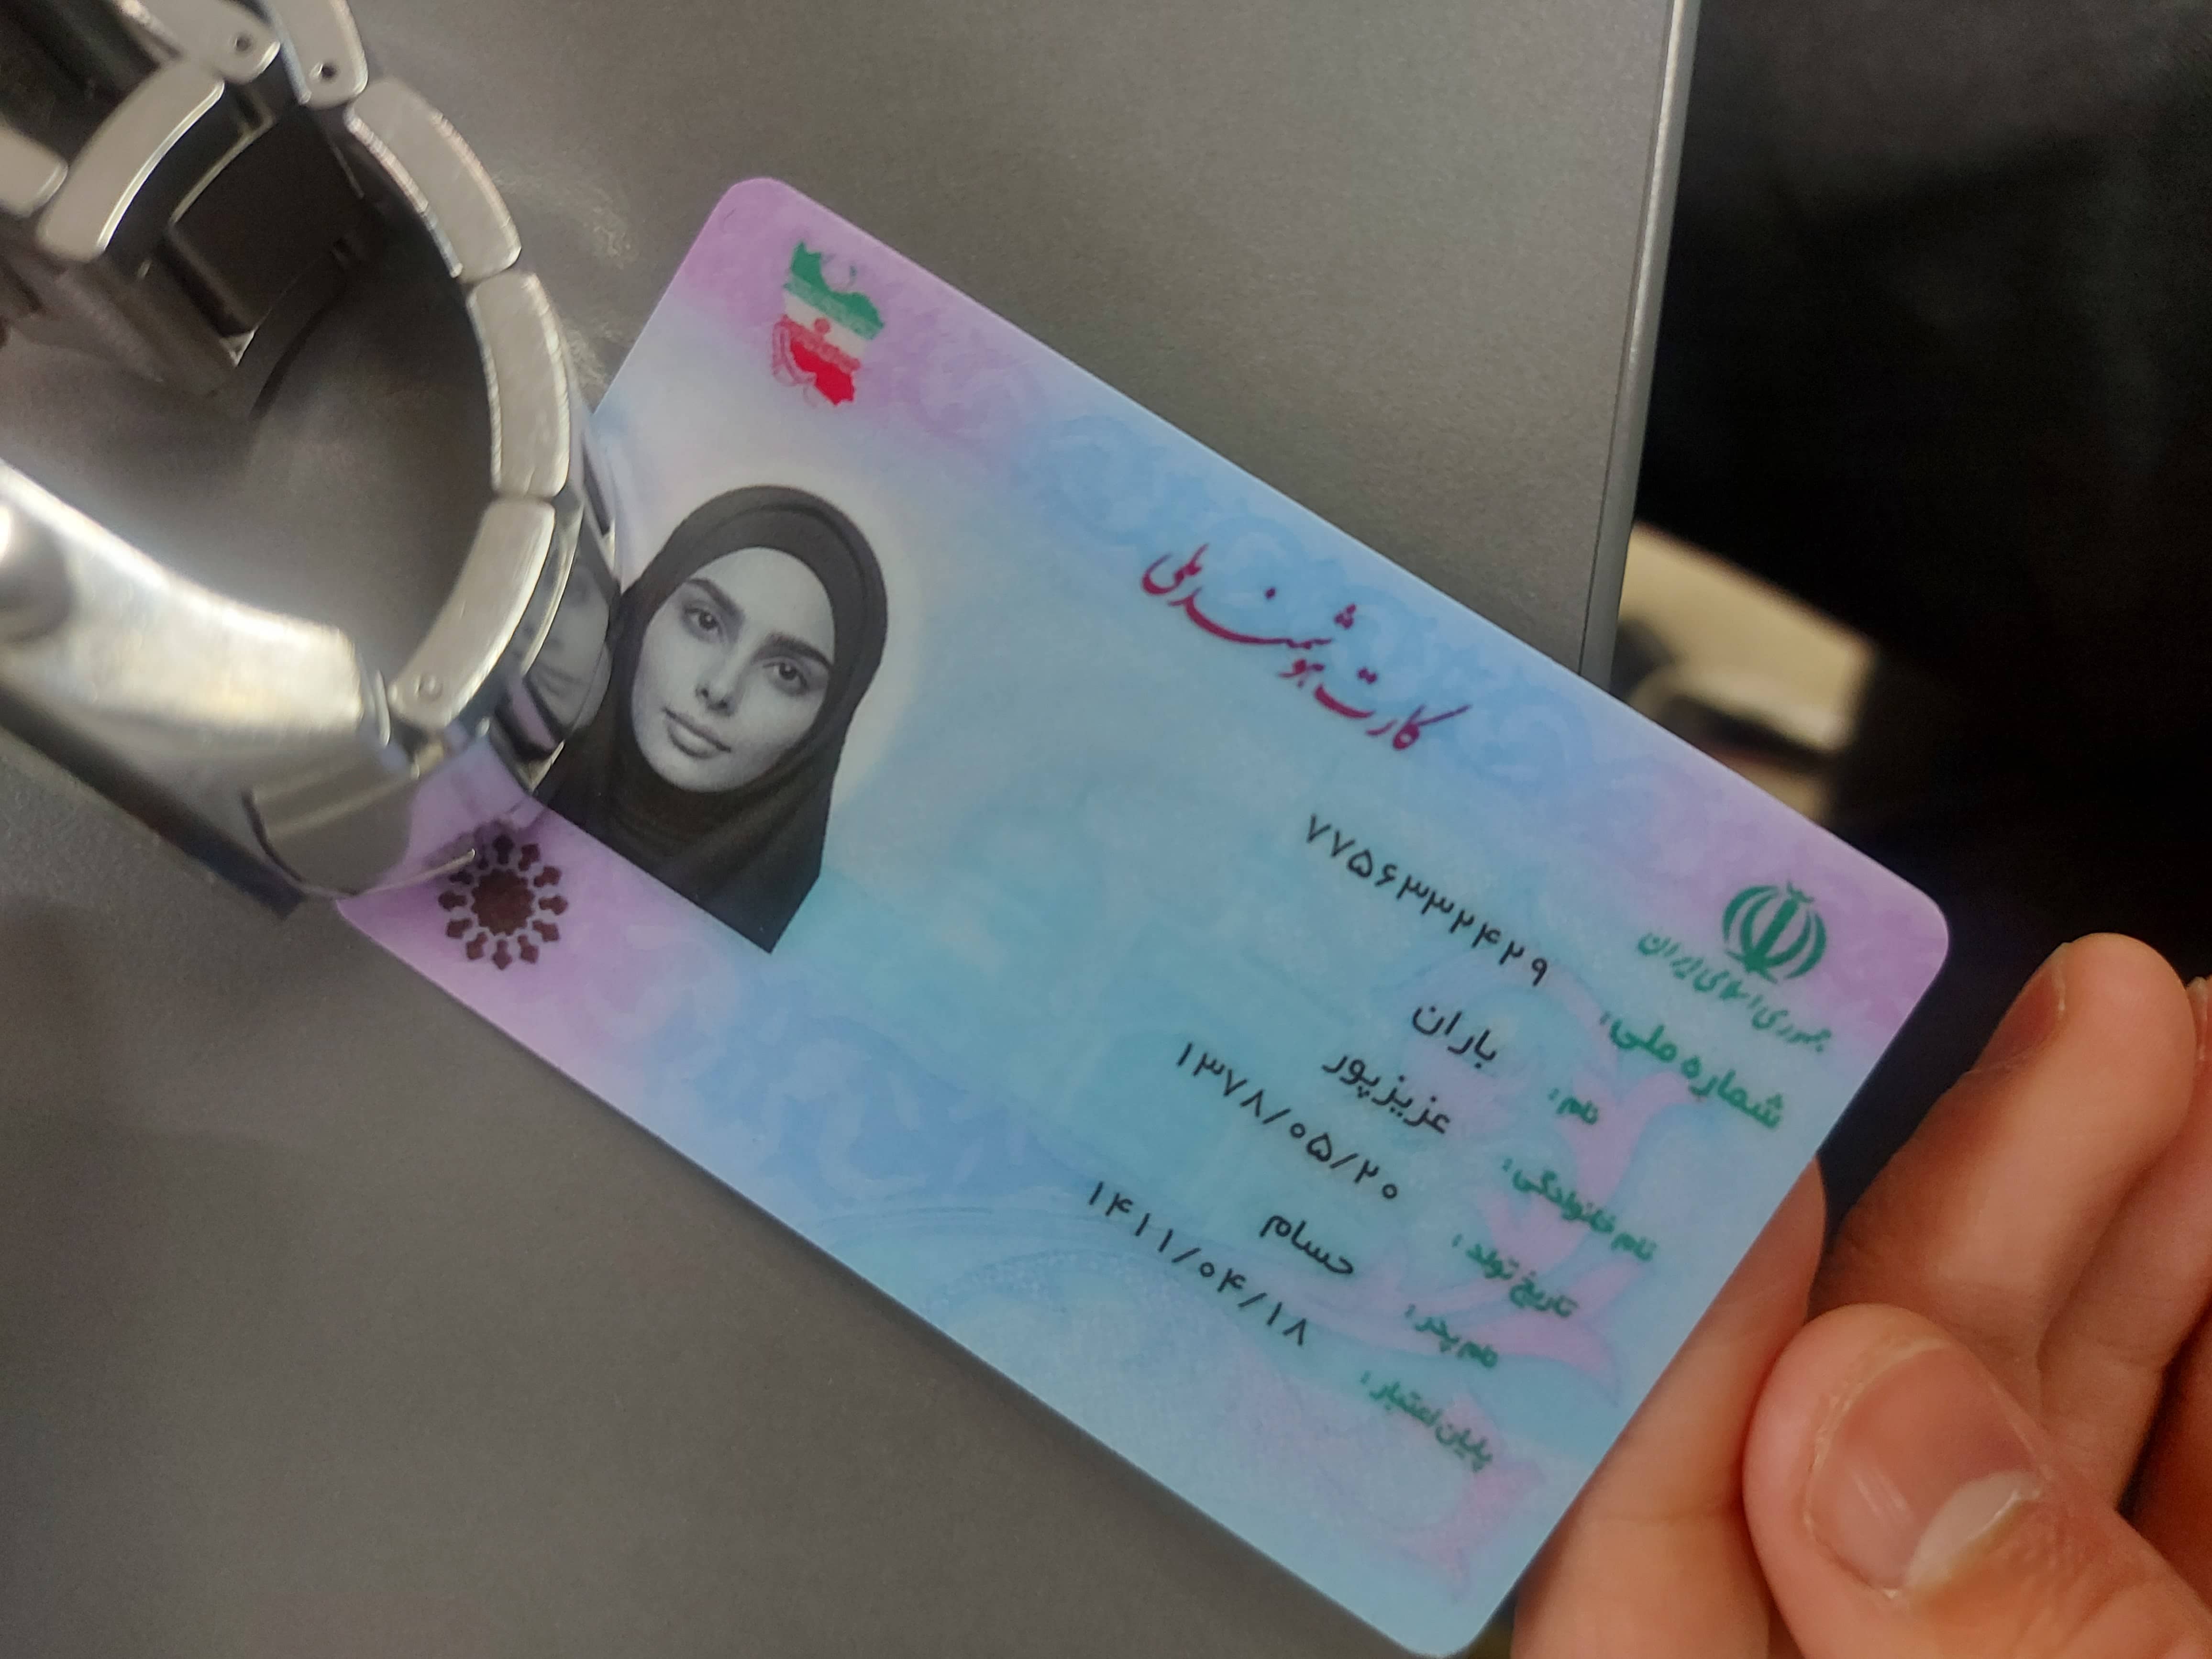 کارت هوشمند ملی
جمهوری اسلامی ایران
شماره ملی: ۷۷۵۶۳۳۲۴۲۹
نام: باران
نام خانوادگی: عزیزپور
تاریخ تولد: ۱۳۷۸/۰۵/۲۰
نام پدر: حسام
پایان اعتبار: ۱۴۱۱/۰۴/۱۸